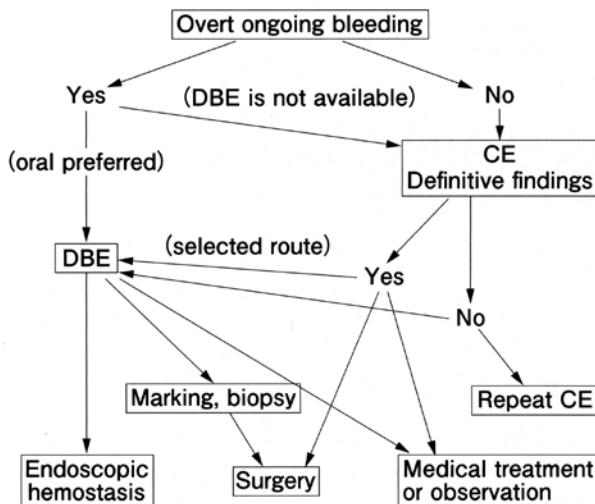 Overt ongoing bleeding
Yes
(DBE is not available)
No
(oral preferred)
CE
Definitive findings
DBE
(selected route)
Yes
No
Marking, biopsy
Repeat CE
Endoscopic
hemostasis
Surgery
Medical treatment
or observation